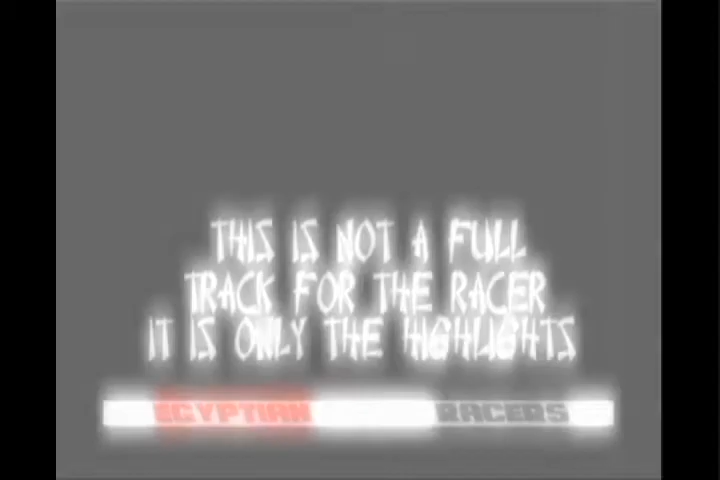 THIS IS NOT A FULL
TRACK FOR THE RACER
IT IS ONLY THE HIGHLIGHTS
EGYPTIAN RACERS